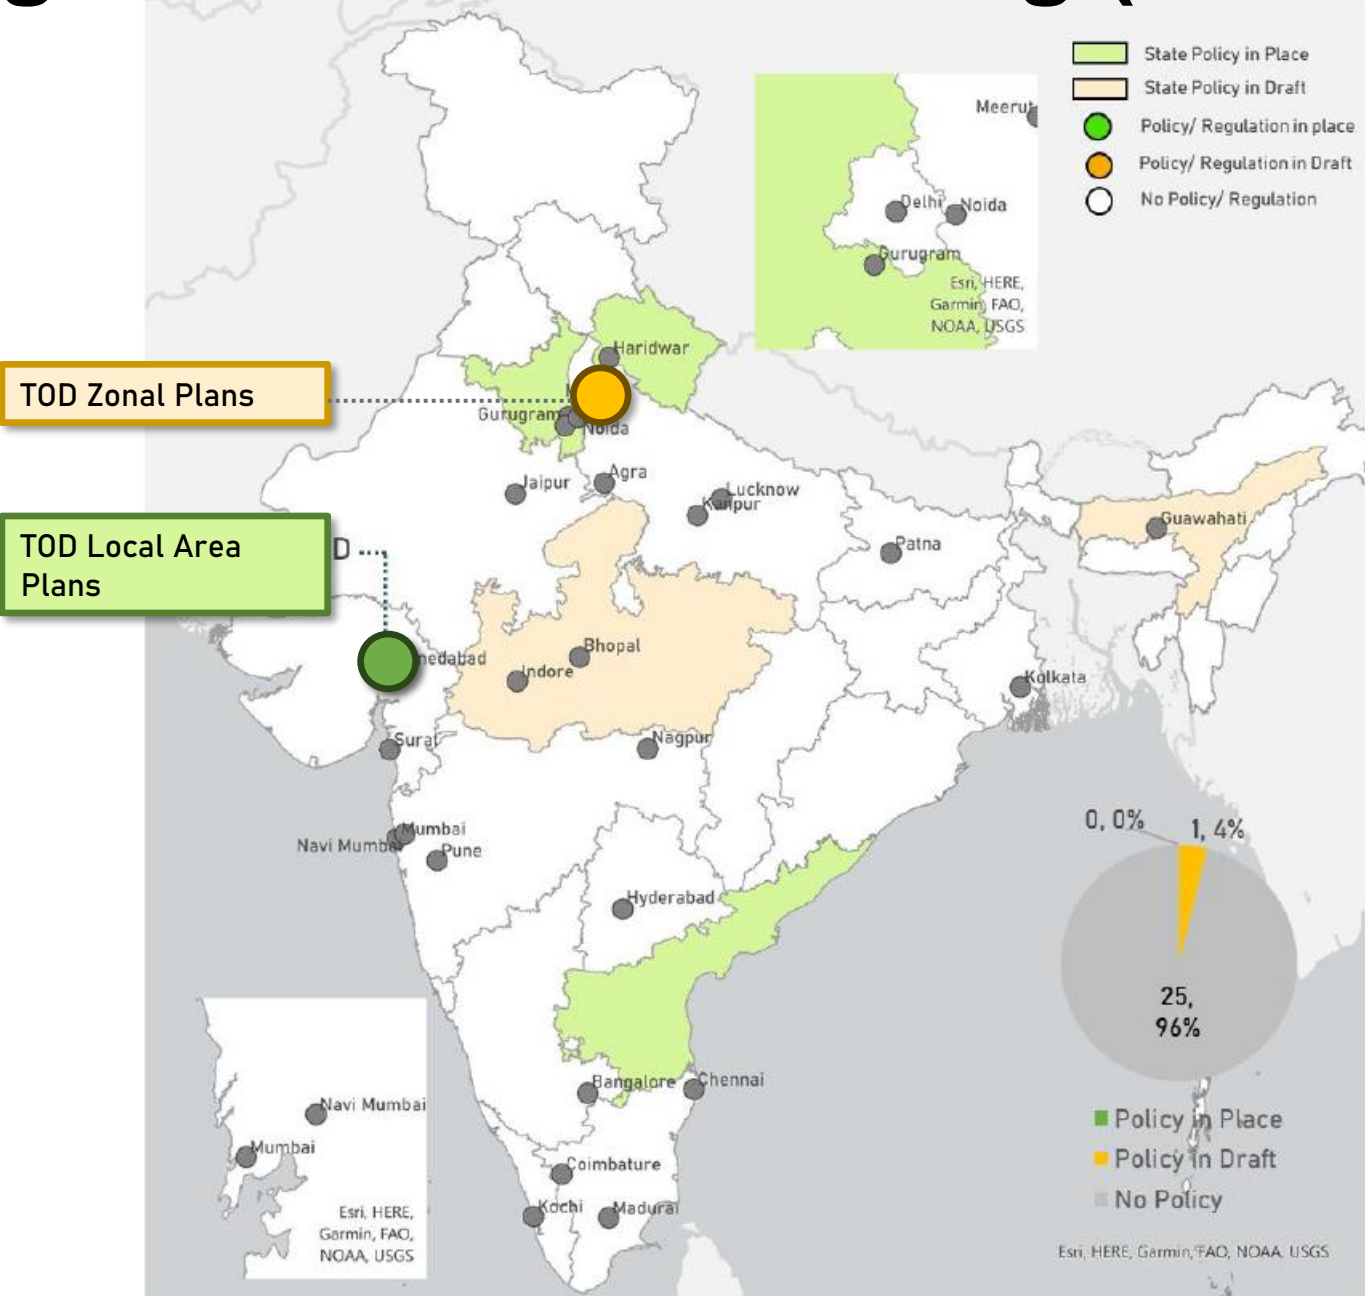 State Policy in Place
State Policy in Draft
Policy/ Regulation in place
Policy/ Regulation in Draft
No Policy/ Regulation
Meerut
Delhi
Noida
Gurugram
Esri, HERE,
Garmin, FAO,
NOAA, USGS
Haridwar
TOD Zonal Plans
Gurugram
Noida
Agra
Jaipur
Lucknow
Kanpur
Guawahati
Patna
TOD Local Area
Plans
D
Bhopal
Indore
nedabad
Kolkata
Surat
Nagpur
Mumbai
Navi Mumbai
Pune
Hyderabad
0, 0%
1, 4%
25,
96%
Bangalore
Chennai
Navi Mumbai
Mumbai
Coimbature
Kochi
Madurai
Esri, HERE,
Garmin, FAO,
NOAA, USGS
Policy in Place
Policy in Draft
No Policy
Esri, HERE, Garmin, FAO, NOAA, USGS